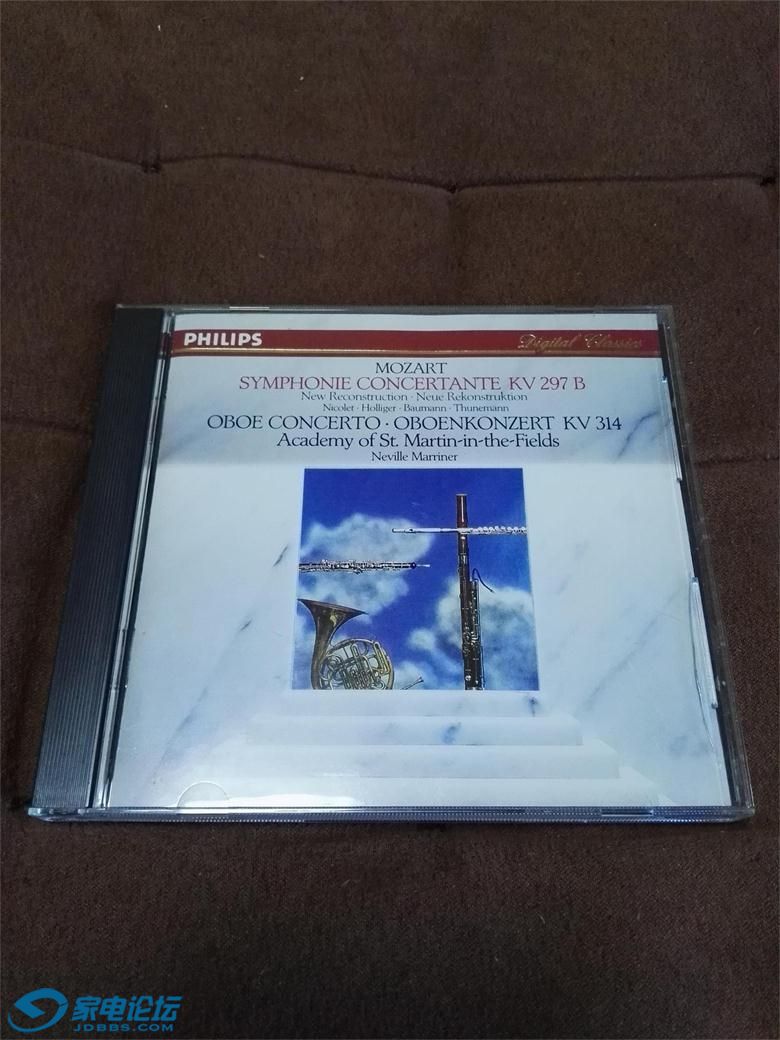 PHILIPS
Digital Classics
MOZART
SYMPHONIE CONCERTANTE KV 297 B
New Reconstruction · Neue Rekonstruktion
Nicolet · Holliger · Baumann · Thunemann
OBOE CONCERTO · OBOENKONZERT KV 314
Academy of St. Martin-in-the-Fields
Neville Marriner
家电论坛
JDBBS.COM